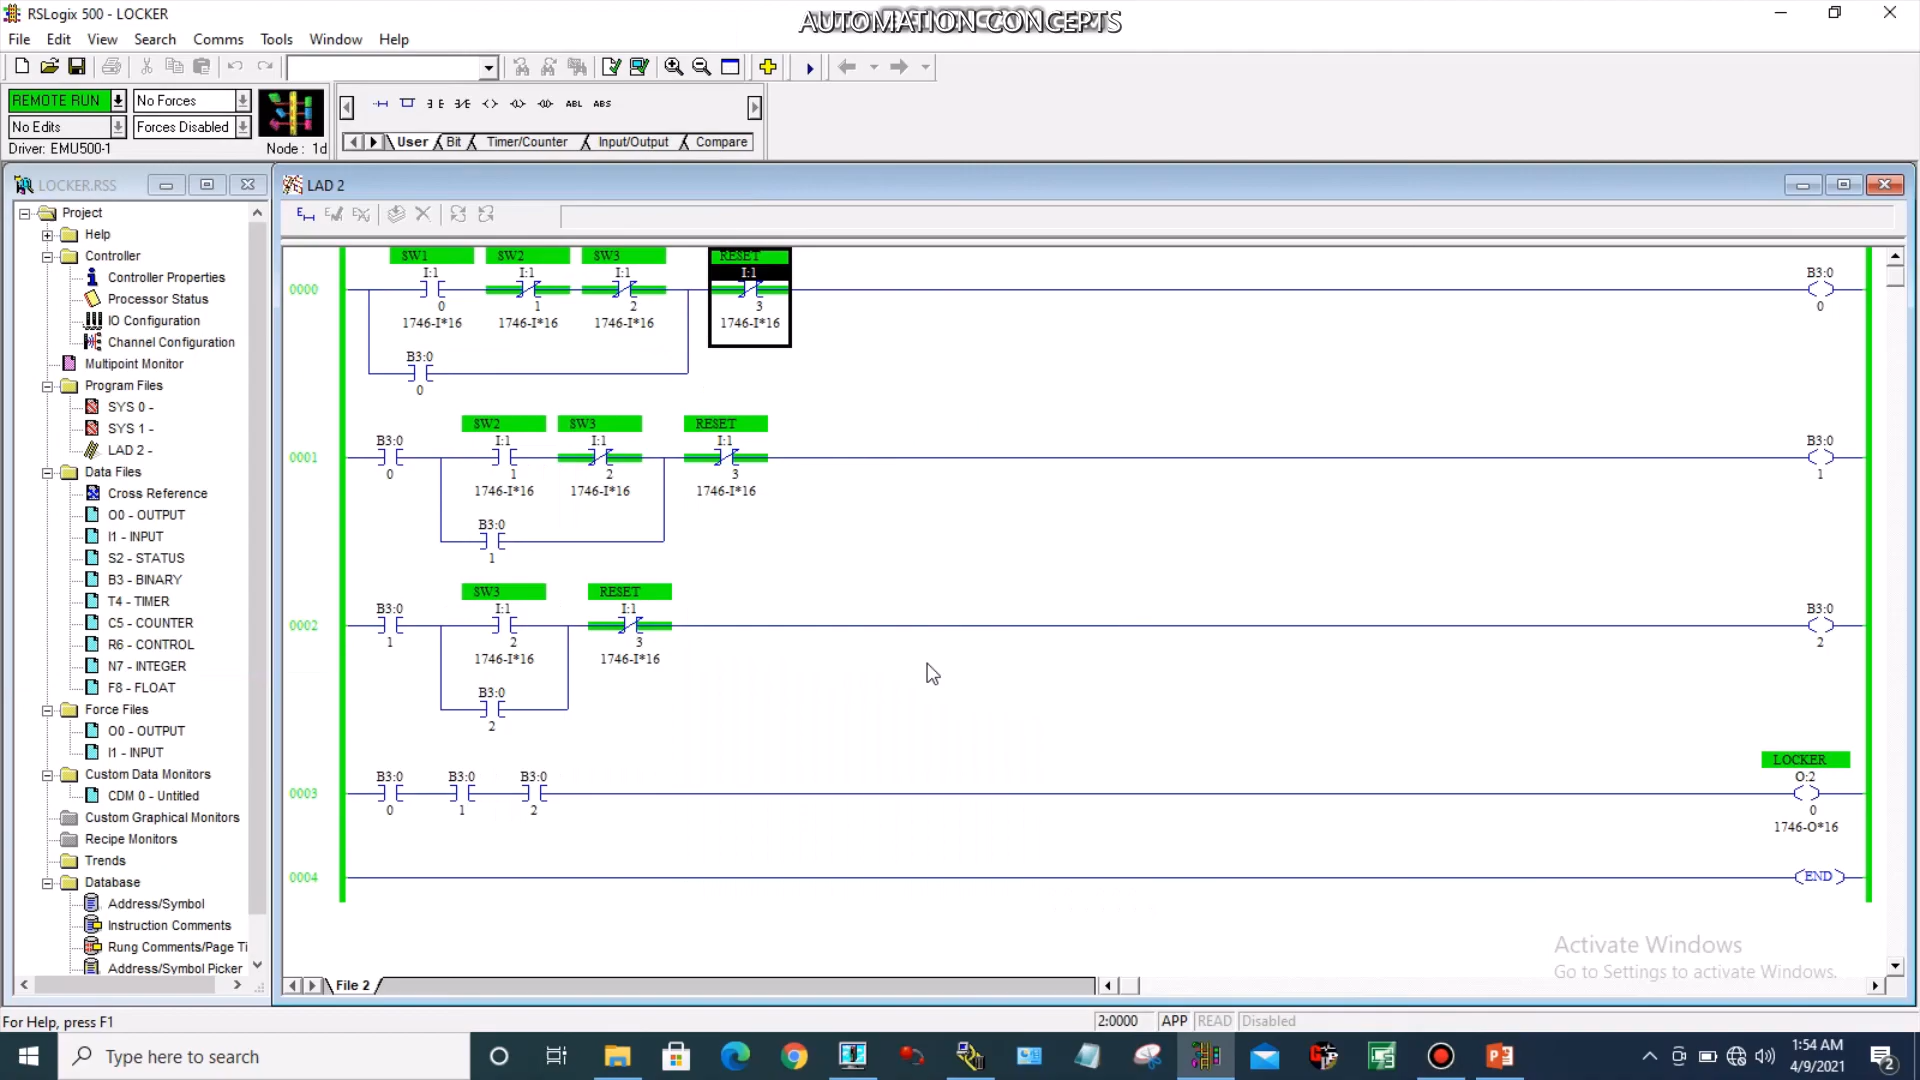 RSLogix 500 - LOCKER
AUTOMATION CONCEPTS
File Edit View Search Comms Tools Window Help
REMOTE RUN No Forces
No Edits Forces Disabled
Driver: EMU500-1 Node : 1d
ABL ABS
User Bit Timer/Counter Input/Output Compare
LOCKER.RSS
Project
Help
Controller
Controller Properties
Processor Status
IO Configuration
Channel Configuration
Multipoint Monitor
Program Files
SYS 0 -
SYS 1 -
LAD 2 -
Data Files
Cross Reference
O0 - OUTPUT
I1 - INPUT
S2 - STATUS
B3 - BINARY
T4 - TIMER
C5 - COUNTER
R6 - CONTROL
N7 - INTEGER
F8 - FLOAT
Force Files
O0 - OUTPUT
I1 - INPUT
Custom Data Monitors
CDM 0 - Untitled
Custom Graphical Monitors
Recipe Monitors
Trends
Database
Address/Symbol
Instruction Comments
Rung Comments/Page Ti
Address/Symbol Picker
LAD 2
SW1 SW2 SW3 RESET
I:1 I:1 I:1 I:1 B3:0
0000
0 1 2 3 0
1746-I*16 1746-I*16 1746-I*16 1746-I*16
B3:0
0
SW2 SW3 RESET
B3:0 I:1 I:1 I:1 B3:0
0001
0 1 2 3 1
1746-I*16 1746-I*16 1746-I*16
B3:0
1
SW3 RESET
B3:0 I:1 I:1 B3:0
0002
1 2 3 2
1746-I*16 1746-I*16
B3:0
2
LOCKER
B3:0 B3:0 B3:0 O:2
0003
0 1 2 0
1746-O*16
0004 END
Activate Windows
Go to Settings to activate Windows.
File 2
For Help, press F1
2:0000 APP READ Disabled
Type here to search
1:54 AM
4/9/2021
2